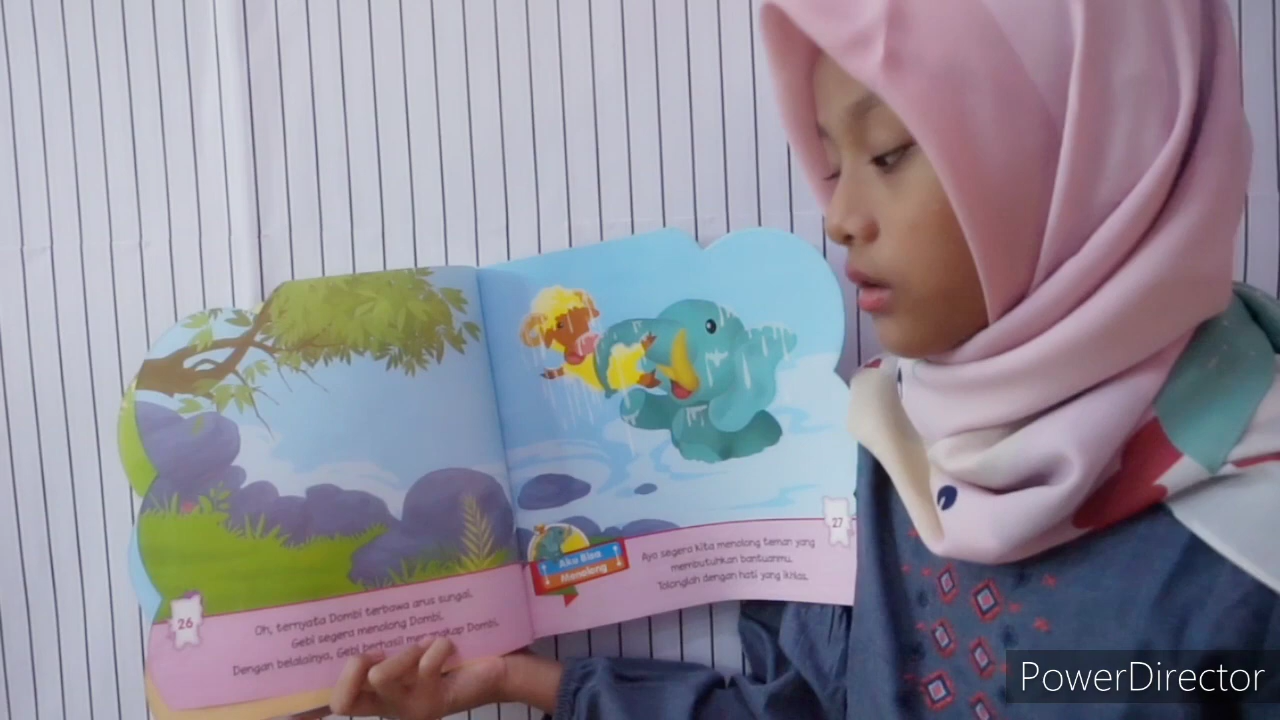 26
Oh, ternyata Dombi terbawa arus sungai.
Gebi segera menolong Dombi.
Dengan belalainya, Gebi berhasil menangkap Dombi.
Aku Bisa
Menolong
Ayo segera kita menolong teman yang
membutuhkan bantuanmu.
Tolonglah dengan hati yang ikhlas.
27
PowerDirector